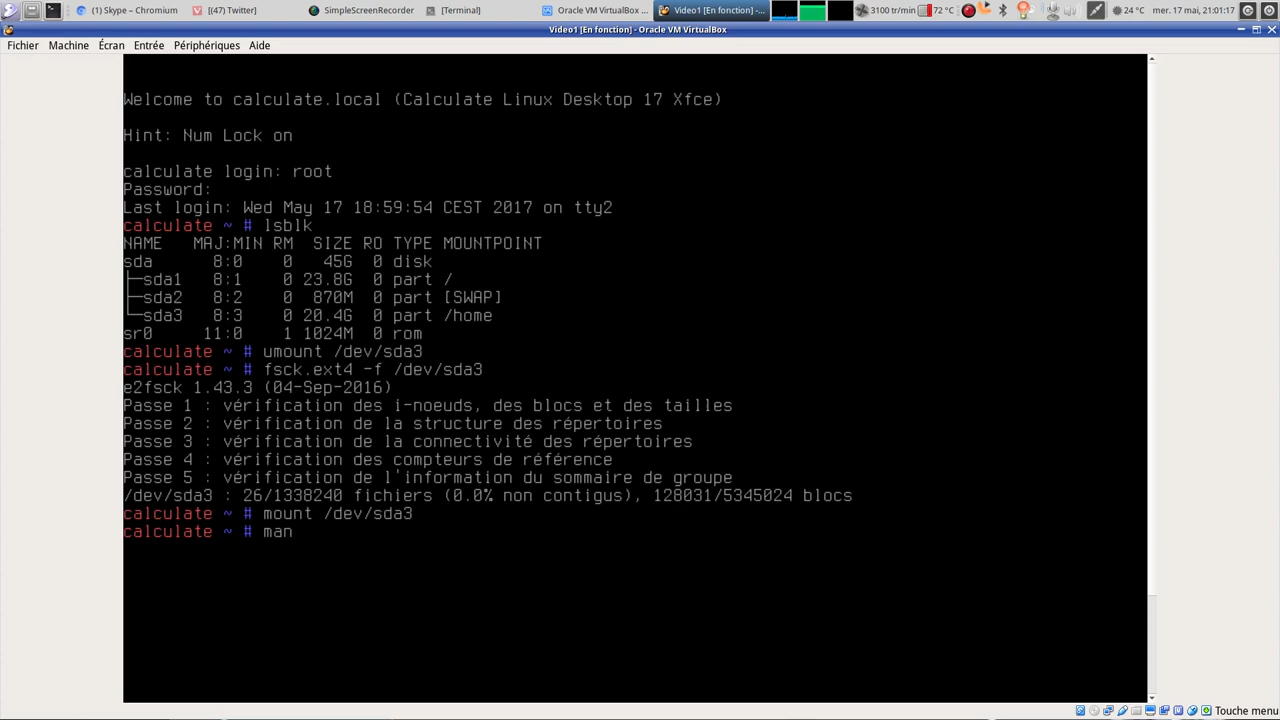 (1) Skype – Chromium
[(47) Twitter]
SimpleScreenRecorder
[Terminal]
Oracle VM VirtualBox ...
Video1 [En fonction] -...
3100 tr/min
72 °C
24 °C
mer. 17 mai, 21:01:17
Video1 [En fonction] - Oracle VM VirtualBox
Fichier Machine Écran Entrée Périphériques Aide
Welcome to calculate.local (Calculate Linux Desktop 17 Xfce)
Hint: Num Lock on
calculate login: root
Password:
Last login: Wed May 17 18:59:54 CEST 2017 on tty2
calculate ~ # lsblk
NAME   MAJ:MIN RM  SIZE RO TYPE MOUNTPOINT
sda      8:0    0   45G  0 disk
├─sda1   8:1    0 23.8G  0 part /
├─sda2   8:2    0  870M  0 part [SWAP]
└─sda3   8:3    0 20.4G  0 part /home
sr0     11:0    1 1024M  0 rom
calculate ~ # umount /dev/sda3
calculate ~ # fsck.ext4 -f /dev/sda3
e2fsck 1.43.3 (04-Sep-2016)
Passe 1 : vérification des i-noeuds, des blocs et des tailles
Passe 2 : vérification de la structure des répertoires
Passe 3 : vérification de la connectivité des répertoires
Passe 4 : vérification des compteurs de référence
Passe 5 : vérification de l'information du sommaire de groupe
/dev/sda3 : 26/1338240 fichiers (0.0% non contigus), 128031/5345024 blocs
calculate ~ # mount /dev/sda3
calculate ~ # man
Touche menu